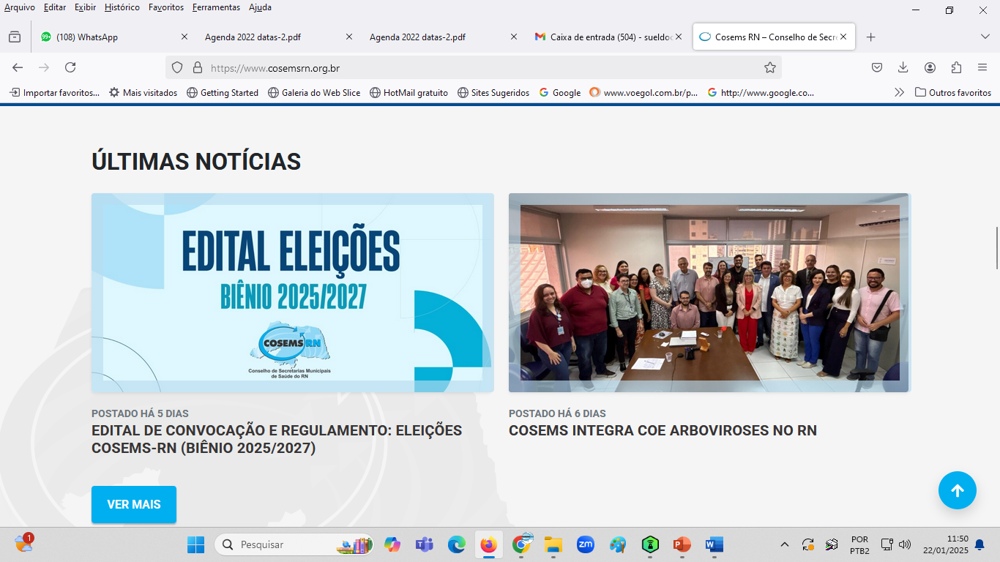 Arquivo Editar Exibir Histórico Favoritos Ferramentas Ajuda
99+ (108) WhatsApp
Agenda 2022 datas-2.pdf
Agenda 2022 datas-2.pdf
Caixa de entrada (504) - sueldoc
Cosems RN – Conselho de Secre
https://www.cosemsrn.org.br
Importar favoritos... Mais visitados Getting Started Galeria do Web Slice HotMail gratuito Sites Sugeridos Google www.voegol.com.br/p... http://www.google.co... Outros favoritos
ÚLTIMAS NOTÍCIAS
EDITAL ELEIÇÕES
BIÊNIO 2025/2027
COSEMS RN
Conselho de Secretarias Municipais
de Saúde do RN
POSTADO HÁ 5 DIAS
EDITAL DE CONVOCAÇÃO E REGULAMENTO: ELEIÇÕES
COSEMS-RN (BIÊNIO 2025/2027)
POSTADO HÁ 6 DIAS
COSEMS INTEGRA COE ARBOVIROSES NO RN
VER MAIS
1
Pesquisar
zm
POR
PTB2
11:50
22/01/2025